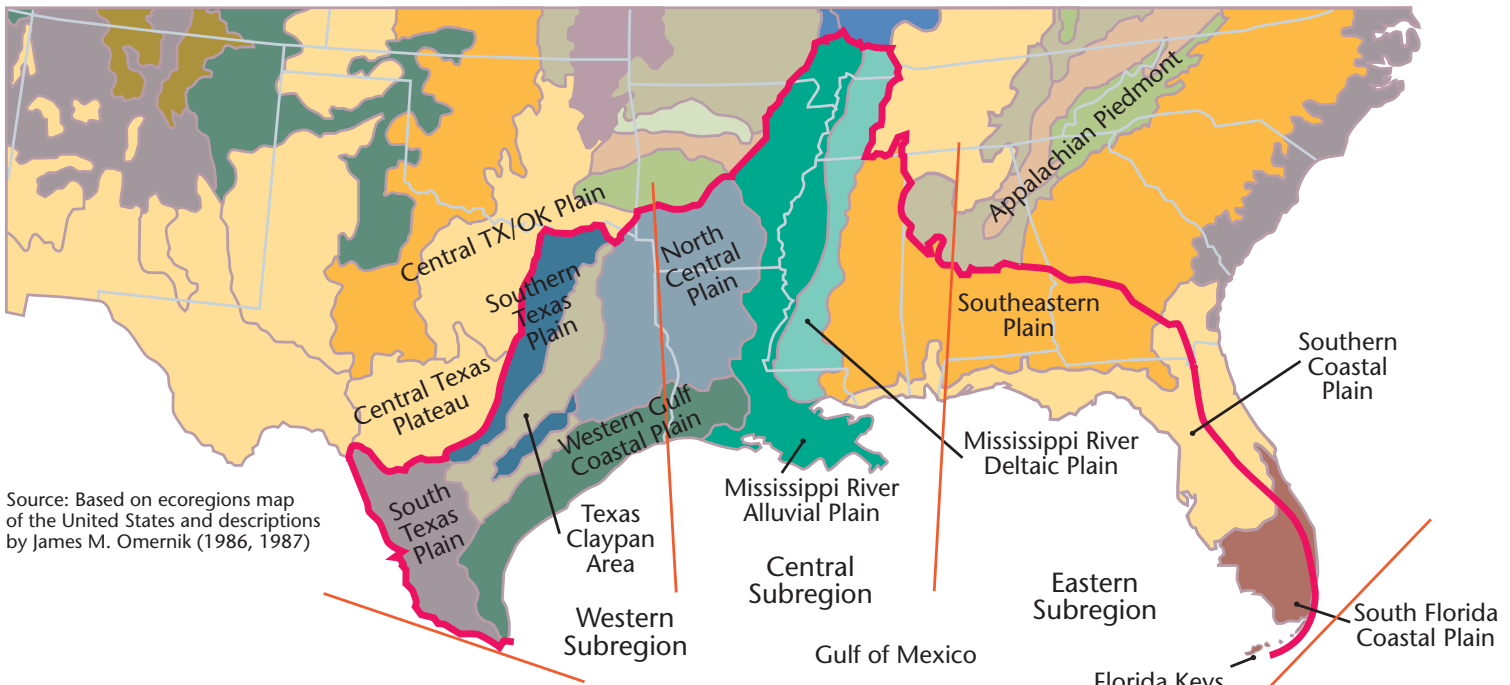 Appalachian Piedmont
Central TX/OK Plain
North
Central
Plain
Southern
Texas
Plain
Southeastern
Plain
Southern
Coastal
Plain
Central Texas
Plateau
Western Gulf
Coastal Plain
Mississippi River
Deltaic Plain
Mississippi River
Alluvial Plain
South
Texas
Plain
Source: Based on ecoregions map
of the United States and descriptions
by James M. Omernik (1986, 1987)
Texas
Claypan
Area
Central
Subregion
Eastern
Subregion
Western
Subregion
South Florida
Coastal Plain
Gulf of Mexico
Florida Keys